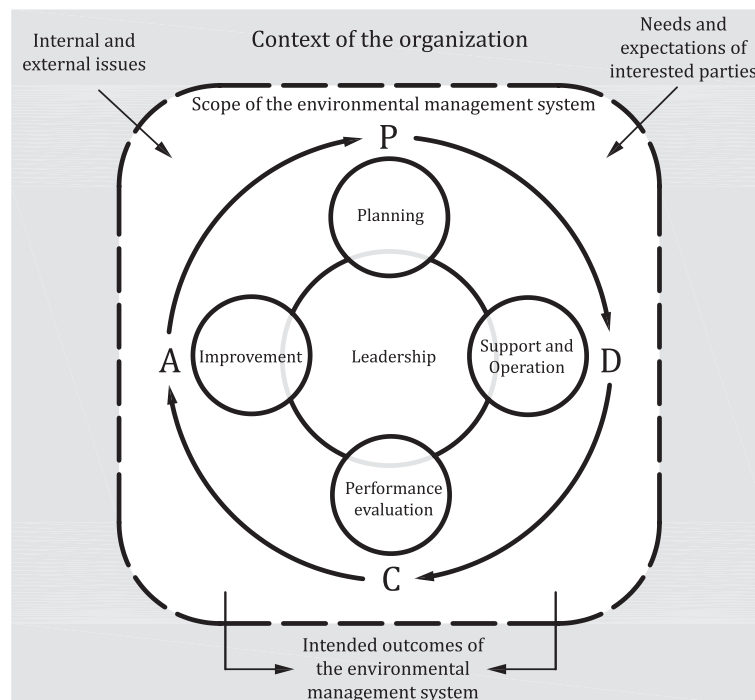 Internal and
external issues
Context of the organization
Needs and
expectations of
interested parties
Scope of the environmental management system
P
Planning
A
Improvement
Leadership
Support and
Operation
D
Performance
evaluation
C
Intended outcomes of
the environmental
management system